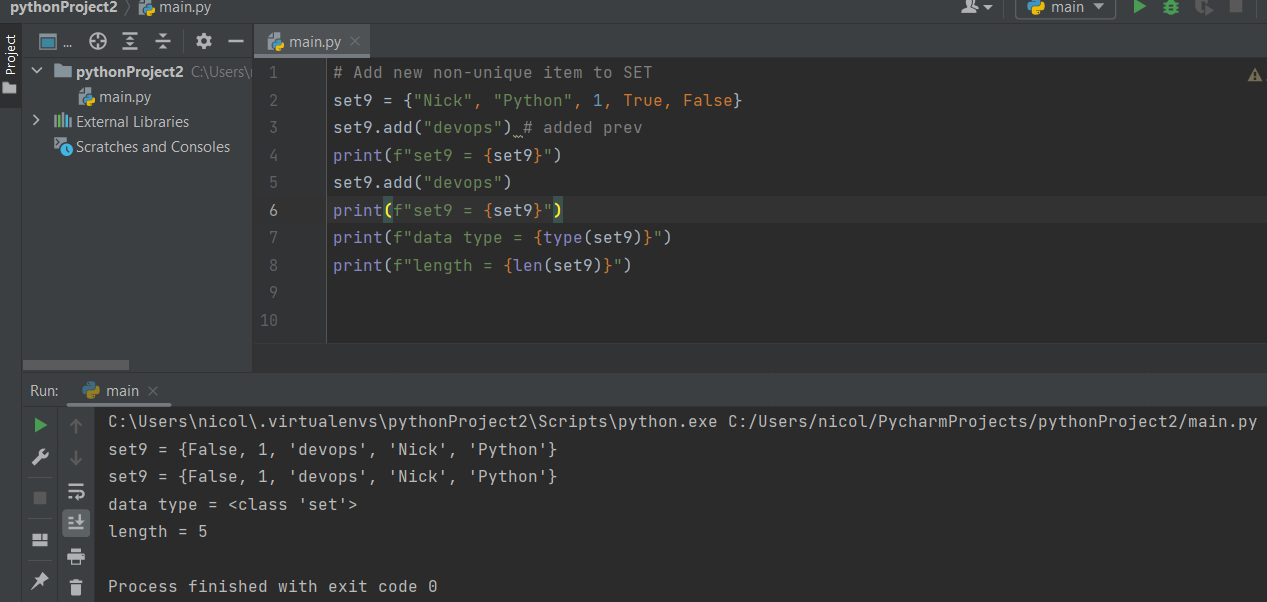 pythonProject2 main.py
main
Project
...
main.py
pythonProject2 C:\Users\
main.py
External Libraries
Scratches and Consoles
1 # Add new non-unique item to SET
2 set9 = {"Nick", "Python", 1, True, False}
3 set9.add("devops") # added prev
4 print(f"set9 = {set9}")
5 set9.add("devops")
6 print(f"set9 = {set9}")
7 print(f"data type = {type(set9)}")
8 print(f"length = {len(set9)}")
9
10
Run: main
C:\Users\nicol\.virtualenvs\pythonProject2\Scripts\python.exe C:/Users/nicol/PycharmProjects/pythonProject2/main.py
set9 = {False, 1, 'devops', 'Nick', 'Python'}
set9 = {False, 1, 'devops', 'Nick', 'Python'}
data type = <class 'set'>
length = 5
Process finished with exit code 0